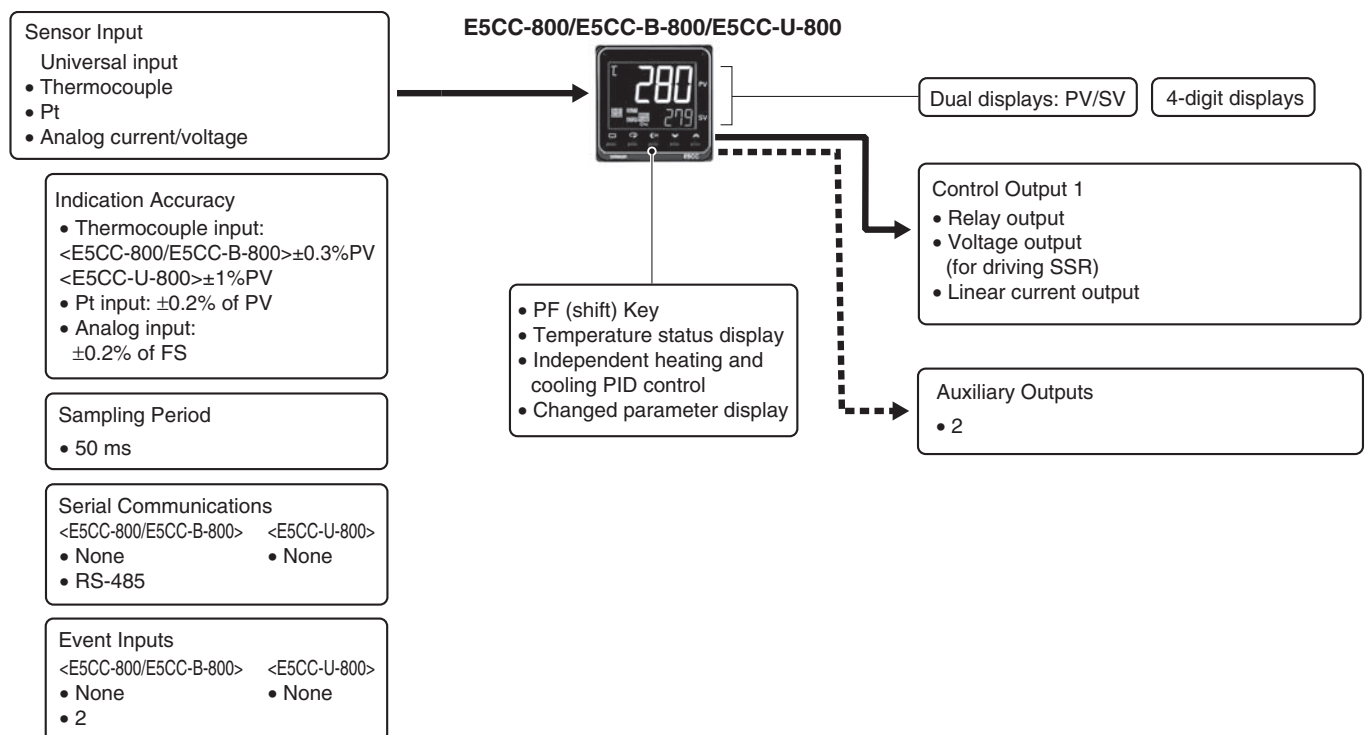 E5CC-800/E5CC-B-800/E5CC-U-800
Sensor Input
Universal input
• Thermocouple
• Pt
• Analog current/voltage
Indication Accuracy
• Thermocouple input:
<E5CC-800/E5CC-B-800>±0.3%PV
<E5CC-U-800>±1%PV
• Pt input: ±0.2% of PV
• Analog input:
±0.2% of FS
Sampling Period
• 50 ms
Serial Communications
<E5CC-800/E5CC-B-800> <E5CC-U-800>
• None • None
• RS-485
Event Inputs
<E5CC-800/E5CC-B-800> <E5CC-U-800>
• None • None
• 2
280
PV
279
SV
E5CC
• PF (shift) Key
• Temperature status display
• Independent heating and
cooling PID control
• Changed parameter display
Dual displays: PV/SV
4-digit displays
Control Output 1
• Relay output
• Voltage output
(for driving SSR)
• Linear current output
Auxiliary Outputs
• 2